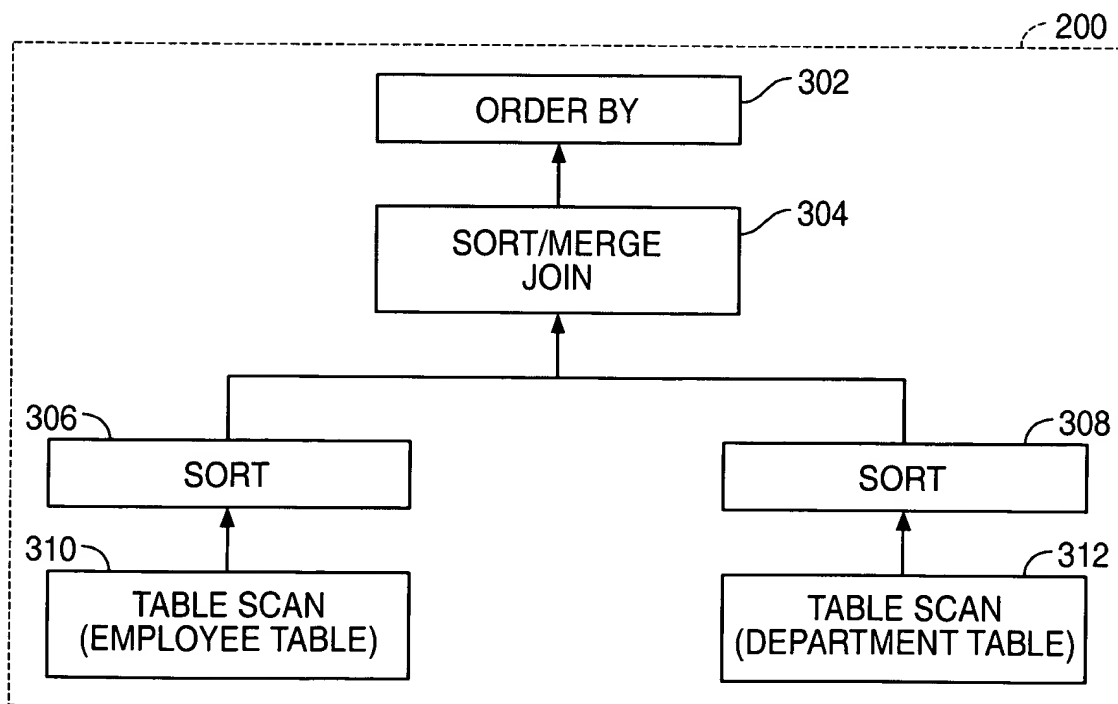 200
302
ORDER BY
304
SORT/MERGE
JOIN
306
SORT
308
SORT
310
TABLE SCAN
(EMPLOYEE TABLE)
312
TABLE SCAN
(DEPARTMENT TABLE)